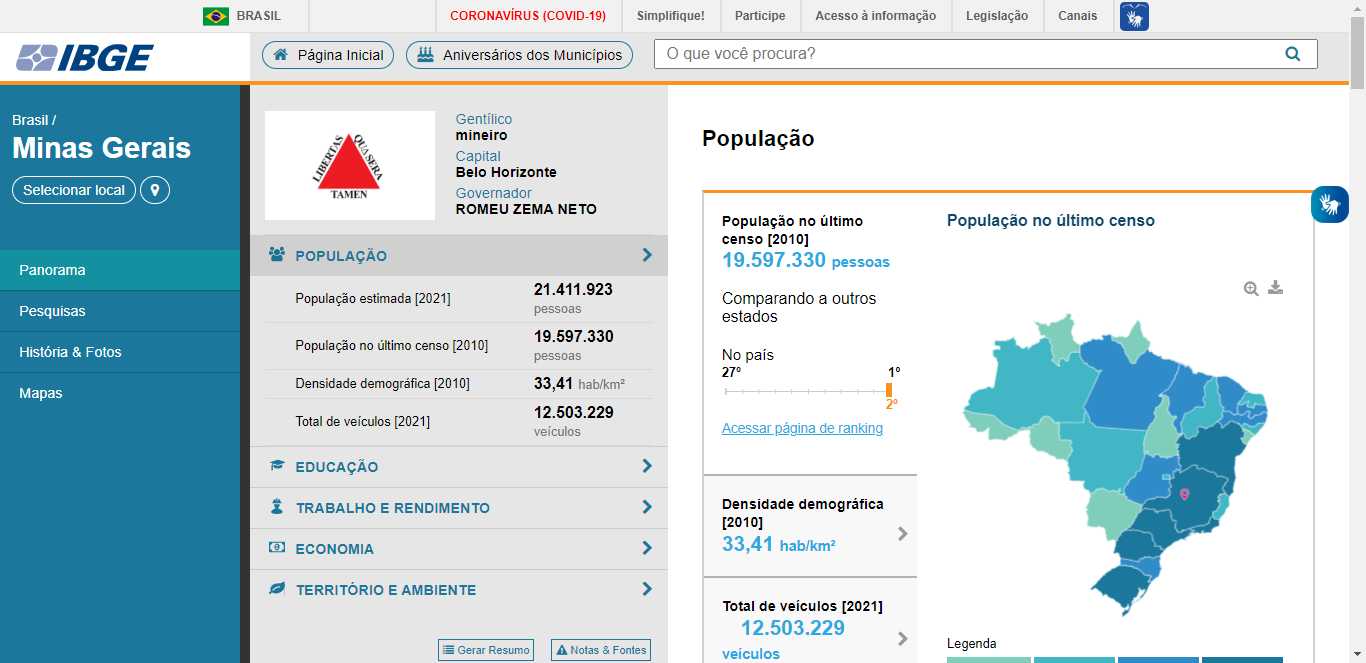 BRASIL
CORONAVÍRUS (COVID-19)
Simplifique!
Participe
Acesso à informação
Legislação
Canais
IBGE
Página Inicial
Aniversários dos Municípios
O que você procura?
Brasil /
Minas Gerais
Selecionar local
Panorama
Pesquisas
História & Fotos
Mapas
LIBERTAS QUÆ SERA
TAMEN
Gentílico
mineiro
Capital
Belo Horizonte
Governador
ROMEU ZEMA NETO
POPULAÇÃO
População estimada [2021]
21.411.923
pessoas
População no último censo [2010]
19.597.330
pessoas
Densidade demográfica [2010]
33,41 hab/km²
Total de veículos [2021]
12.503.229
veículos
EDUCAÇÃO
TRABALHO E RENDIMENTO
ECONOMIA
TERRITÓRIO E AMBIENTE
Gerar Resumo
Notas & Fontes
População
População no último
censo [2010]
19.597.330 pessoas
Comparando a outros
estados
No país
27º
1º
2º
Acessar página de ranking
Densidade demográfica
[2010]
33,41 hab/km²
Total de veículos [2021]
12.503.229
veículos
População no último censo
Legenda